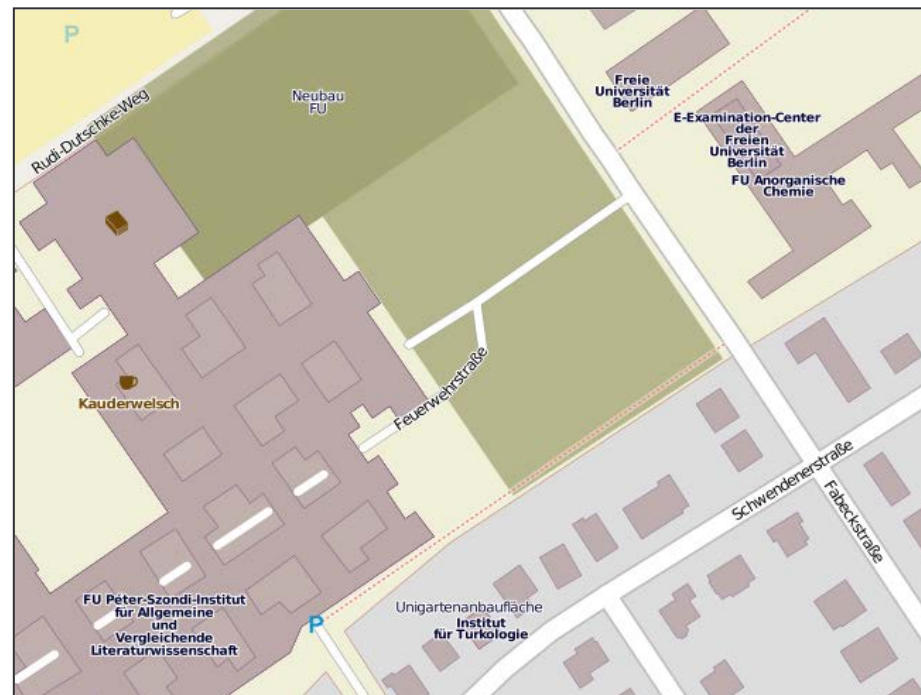 P
Neubau
FU
Rudi-Dutschke-Weg
Freie
Universität
Berlin
E-Examination-Center
der
Freien
Universität
Berlin
FU Anorganische
Chemie
Kauderwelsch
Feuerwehrstraße
Schwendenerstraße
Fabeckstraße
FU Péter-Szondi-Institut
für Allgemeine
und
Vergleichende
Literaturwissenschaft
P
Unigartenanbaufläche
Institut
für Turkologie